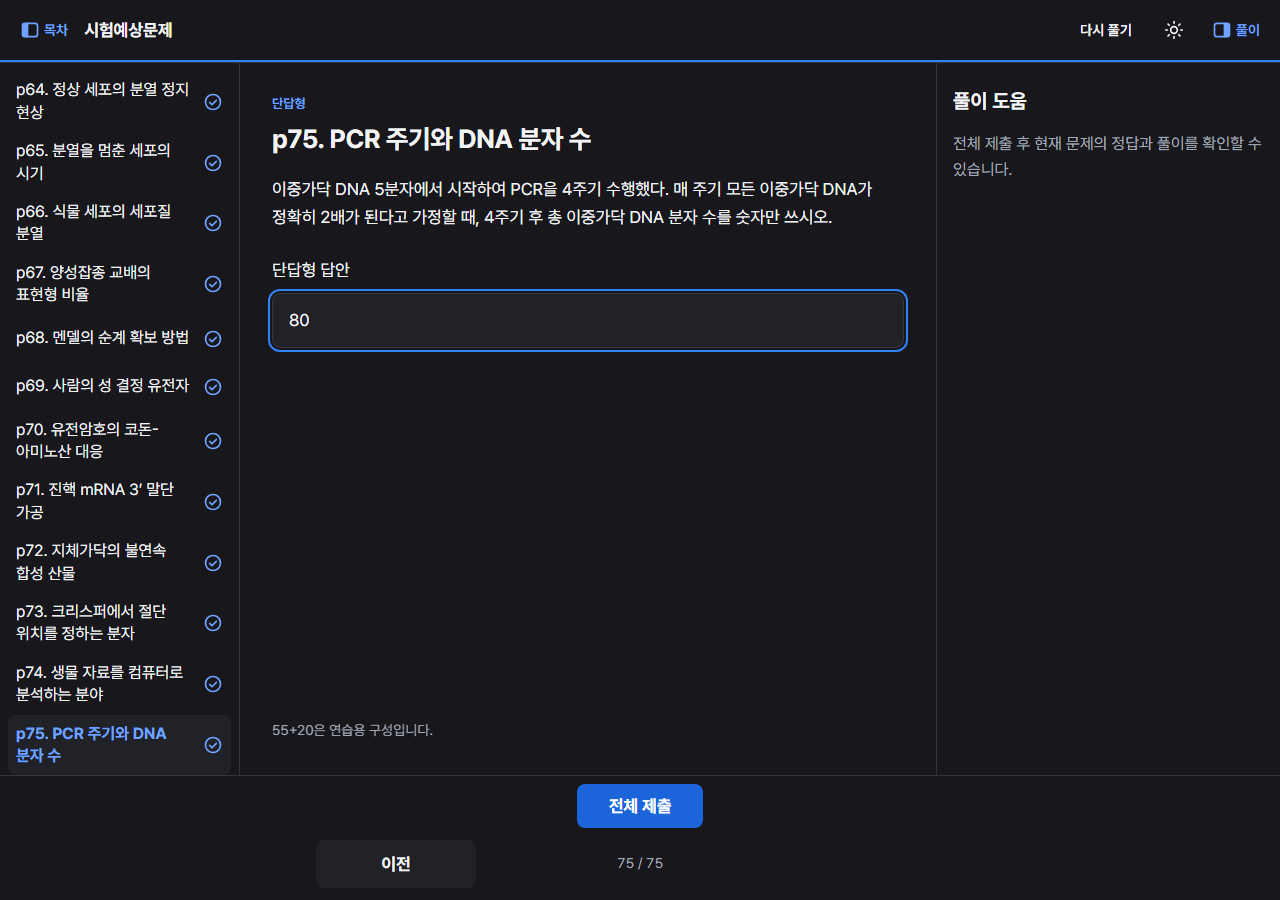 목차
시험예상문제
다시 풀기
풀이
p64. 정상 세포의 분열 정지
현상
p65. 분열을 멈춘 세포의
시기
p66. 식물 세포의 세포질
분열
p67. 양성잡종 교배의
표현형 비율
p68. 멘델의 순계 확보 방법
p69. 사람의 성 결정 유전자
p70. 유전암호의 코돈-
아미노산 대응
p71. 진핵 mRNA 3′ 말단
가공
p72. 지체가닥의 불연속
합성 산물
p73. 크리스퍼에서 절단
위치를 정하는 분자
p74. 생물 자료를 컴퓨터로
분석하는 분야
p75. PCR 주기와 DNA
분자 수
단답형
p75. PCR 주기와 DNA 분자 수
이중가닥 DNA 5분자에서 시작하여 PCR을 4주기 수행했다. 매 주기 모든 이중가닥 DNA가
정확히 2배가 된다고 가정할 때, 4주기 후 총 이중가닥 DNA 분자 수를 숫자만 쓰시오.
단답형 답안
80
55+20은 연습용 구성입니다.
풀이 도움
전체 제출 후 현재 문제의 정답과 풀이를 확인할 수
있습니다.
전체 제출
이전
75 / 75